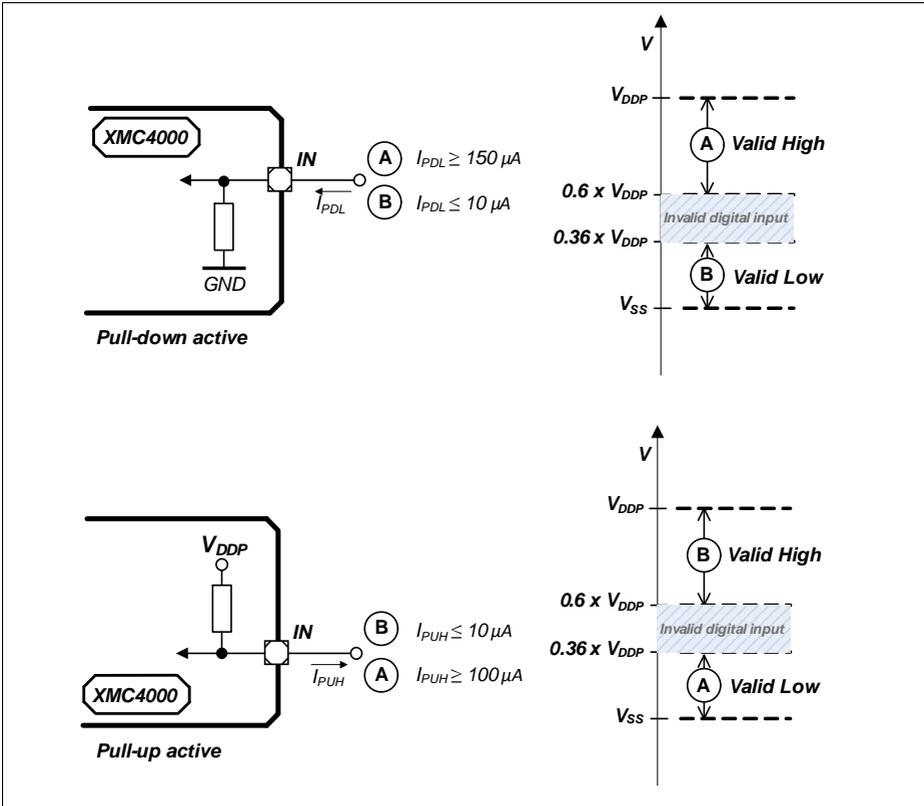 V
V_DDP
A Valid High
0.6 x V_DDP
Invalid digital input
0.36 x V_DDP
B Valid Low
V_SS
XMC4000
IN
A I_PDL ≥ 150 µA
I_PDL
B I_PDL ≤ 10 µA
GND
Pull-down active
V
V_DDP
B Valid High
0.6 x V_DDP
Invalid digital input
0.36 x V_DDP
A Valid Low
V_SS
V_DDP
IN
B I_PUH ≤ 10 µA
I_PUH
A I_PUH ≥ 100 µA
XMC4000
Pull-up active